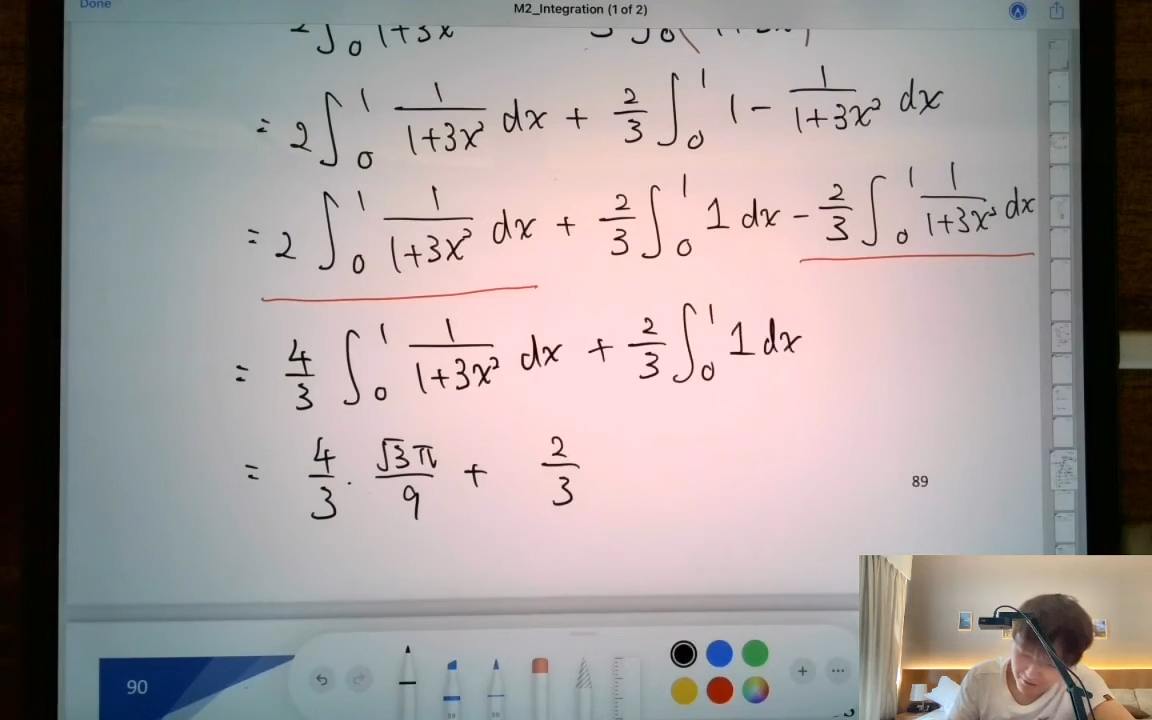 Done
M2_Integration (1 of 2)
= 2∫₀¹ 1/(1+3x²) dx + 2/3 ∫₀¹ 1 − 1/(1+3x²) dx
= 2∫₀¹ 1/(1+3x²) dx + 2/3 ∫₀¹ 1 dx − 2/3 ∫₀¹ 1/(1+3x²) dx
= 4/3 ∫₀¹ 1/(1+3x²) dx + 2/3 ∫₀¹ 1 dx
= 4/3 · √3π/9 + 2/3
89
90